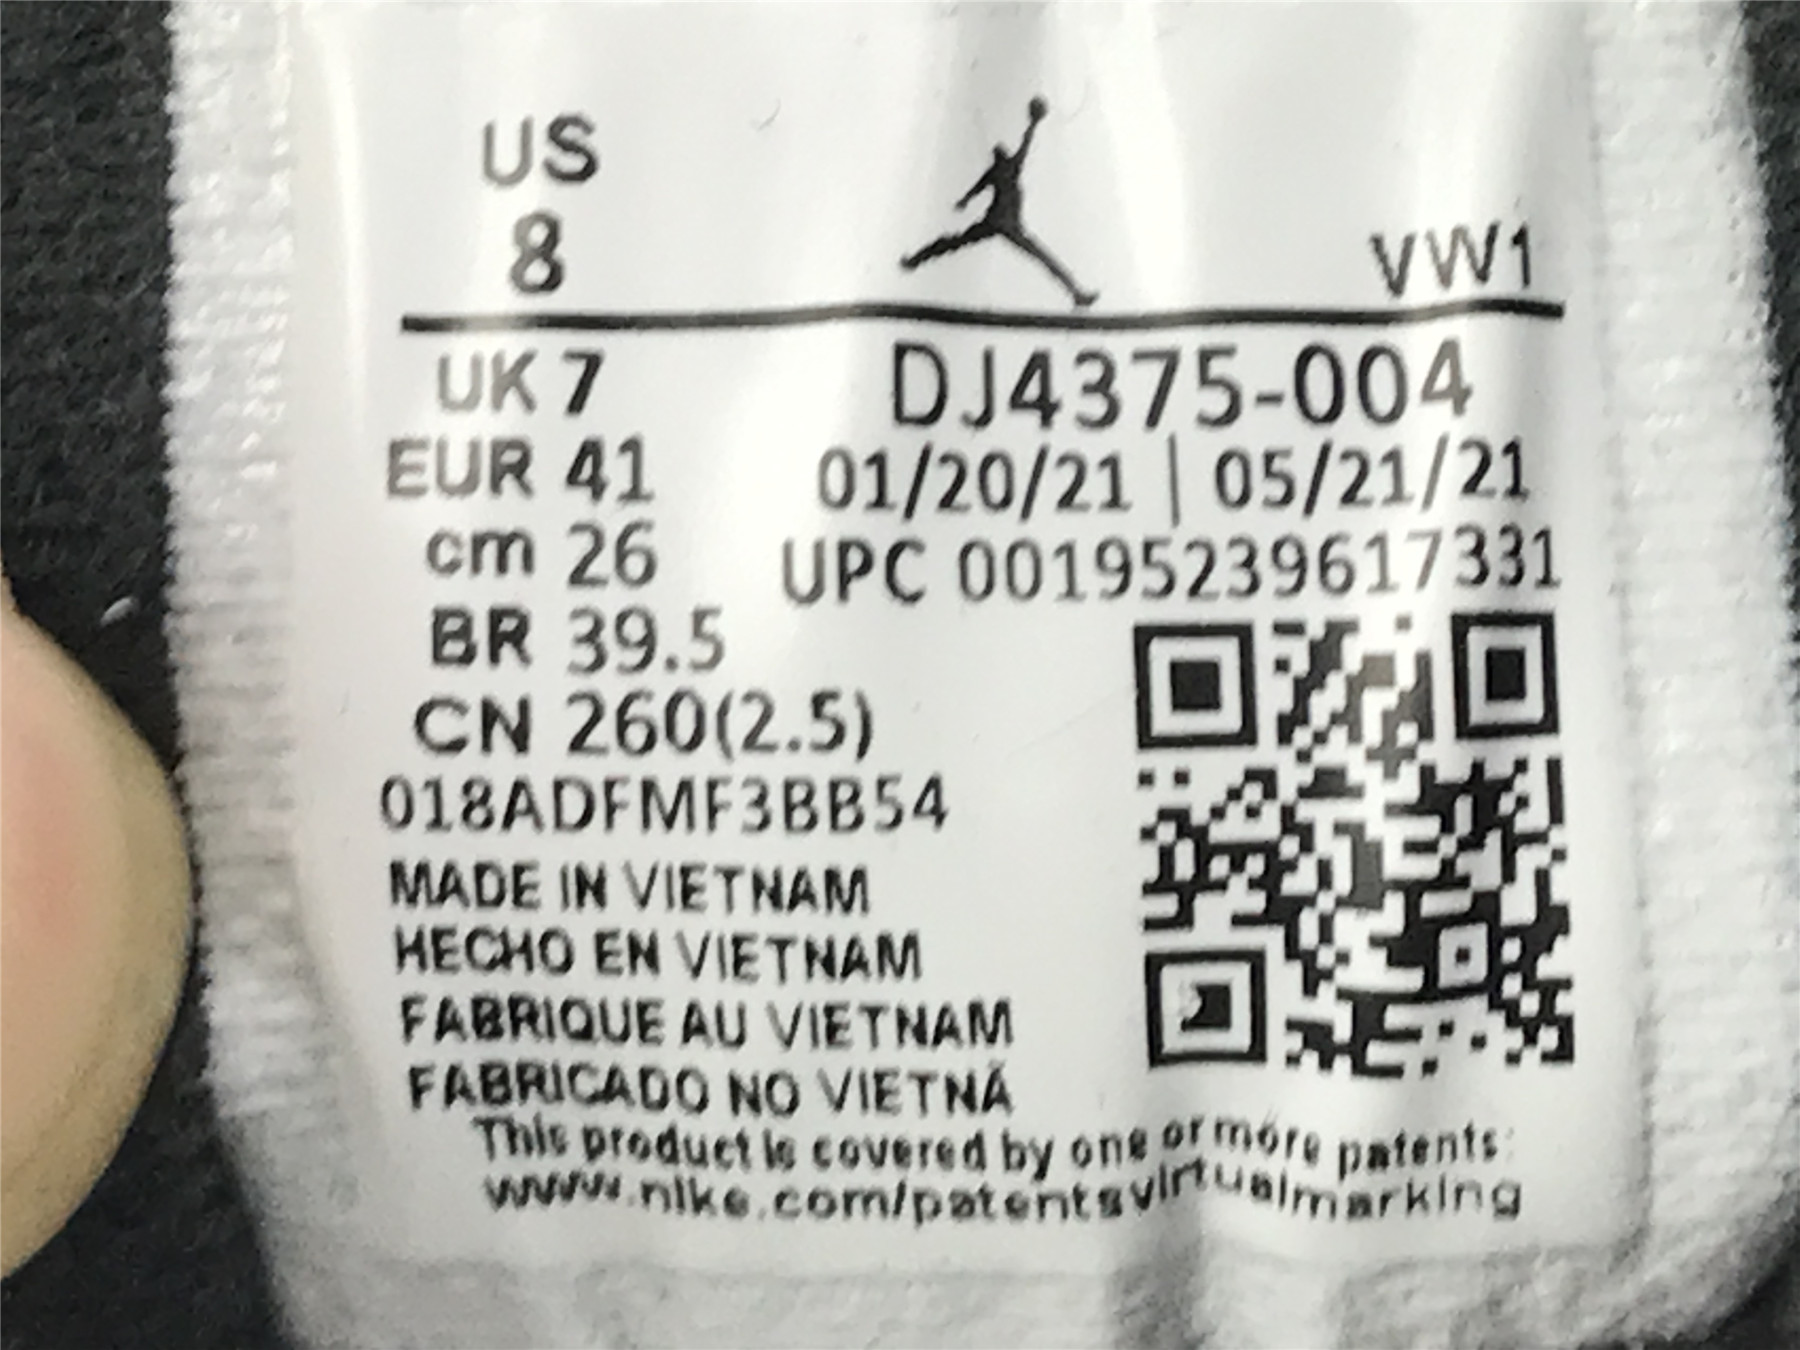 US
8
VW1
UK 7
DJ4375-004
EUR 41
01/20/21 | 05/21/21
cm 26
UPC 00195239617331
BR 39.5
CN 260(2.5)
018ADFMF3BB54
MADE IN VIETNAM
HECHO EN VIETNAM
FABRIQUE AU VIETNAM
FABRICADO NO VIETNÃ
This product is covered by one or more patents:
www.nike.com/patentsvirtualmarking